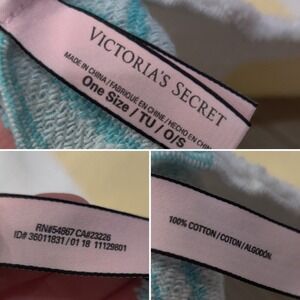 VICTORIA'S SECRET
MADE IN CHINA / FABRIQUÉ EN CHINE / HECHO EN CHINA
One Size / TU / O/S
RN#54867 CA#23226
ID# 36011831 / 01 18 11129801
100% COTTON / COTON / ALGODÓN.